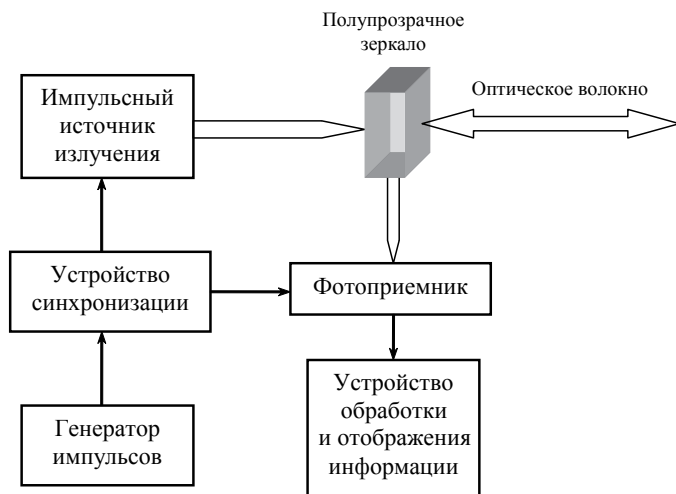 Полупрозрачное
зеркало
Импульсный
источник
излучения
Оптическое волокно
Устройство
синхронизации
Фотоприемник
Генератор
импульсов
Устройство
обработки
и отображения
информации